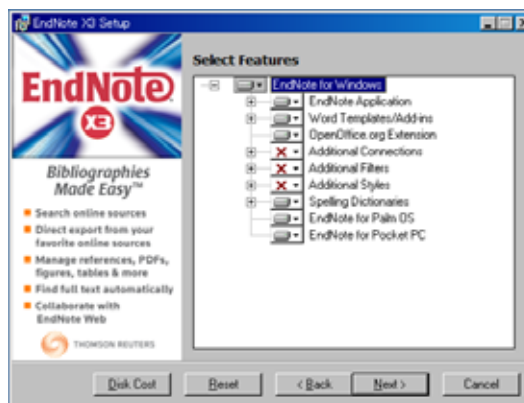 EndNote X3 Setup
EndNote
X3
Bibliographies
Made Easy™
Search online sources
Direct export from your
favorite online sources
Manage references, PDFs,
figures, tables & more
Find full text automatically
Collaborate with
EndNote Web
THOMSON REUTERS
Select Features
EndNote for Windows
EndNote Application
Word Templates/Add-ins
OpenOffice.org Extension
Additional Connections
Additional Filters
Additional Styles
Spelling Dictionaries
EndNote for Palm OS
EndNote for Pocket PC
Disk Cost
Reset
< Back
Next >
Cancel